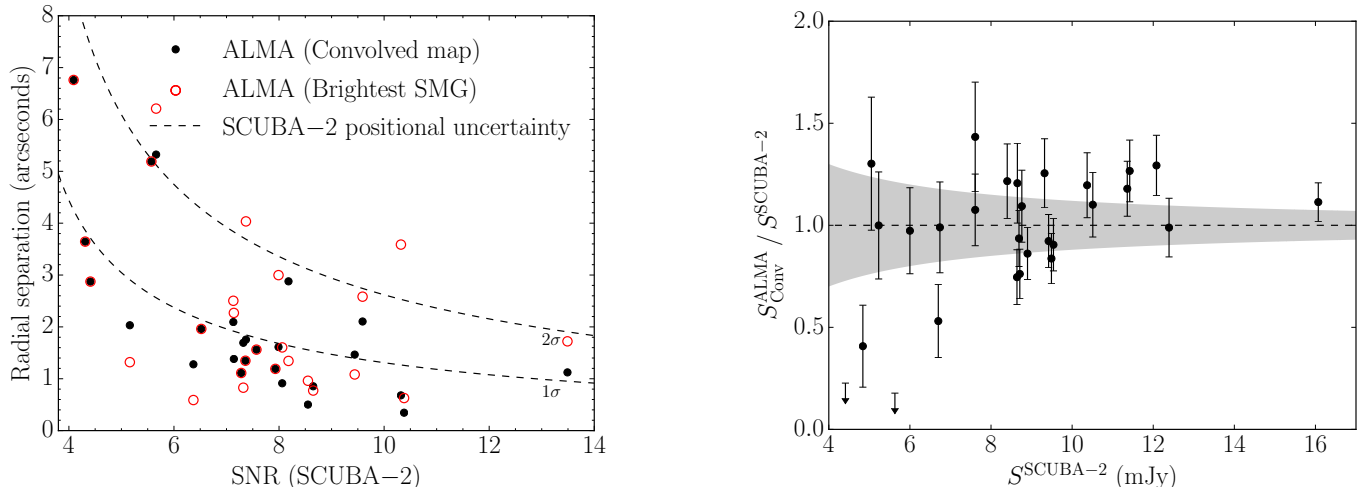 8
7
6
5
4
3
2
1
0
Radial separation (arcseconds)
ALMA (Convolved map)
ALMA (Brightest SMG)
SCUBA−2 positional uncertainty
2σ
1σ
4 6 8 10 12 14
SNR (SCUBA−2)
2.0
1.5
1.0
0.5
0.0
S^ALMA_Conv / S^SCUBA−2
4 6 8 10 12 14 16
S^SCUBA−2 (mJy)